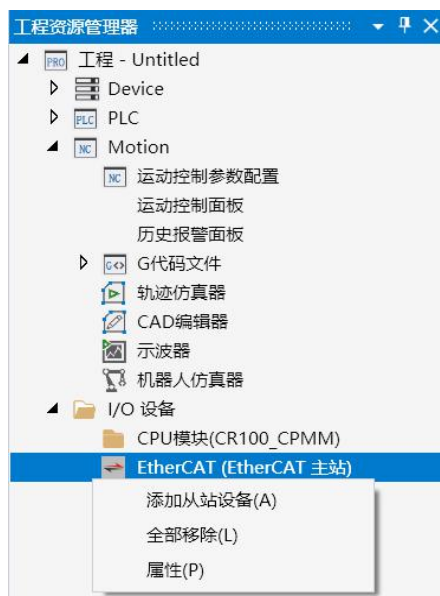 工程资源管理器
PRO 工程 - Untitled
Device
PLC PLC
NC Motion
NC 运动控制参数配置
运动控制面板
历史报警面板
G<> G代码文件
轨迹仿真器
CAD编辑器
示波器
机器人仿真器
I/O 设备
CPU模块(CR100_CPMM)
EtherCAT (EtherCAT 主站)
添加从站设备(A)
全部移除(L)
属性(P)